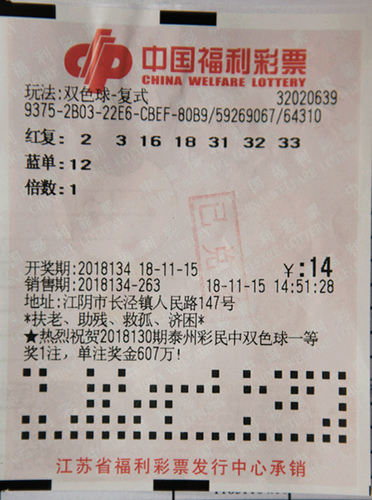 中国福利彩票
CHINA WELFARE LOTTERY
玩法:双色球-复式 32020639
9375-2B03-22E6-CBEF-80B9/59269067/64310
红复: 2 3 16 18 31 32 33
蓝单:12
倍数:1
已兑
开奖期:2018134 18-11-15 ¥:14
销售期:2018134-263 18-11-15 14:51:28
地址:江阴市长泾镇人民路147号
*扶老、助残、救孤、济困*
★热烈祝贺2018130期泰州彩民中双色球一等
奖1注,单注奖金607万!
江苏省福利彩票发行中心承销